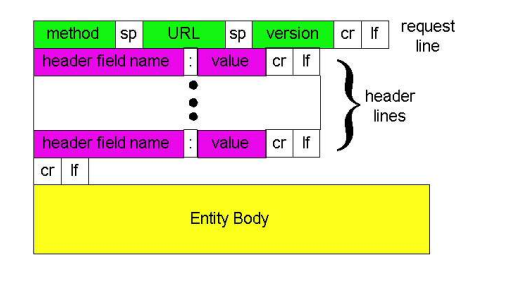 method sp URL sp version cr lf request line
header field name : value cr lf
header lines
header field name : value cr lf
cr lf
Entity Body